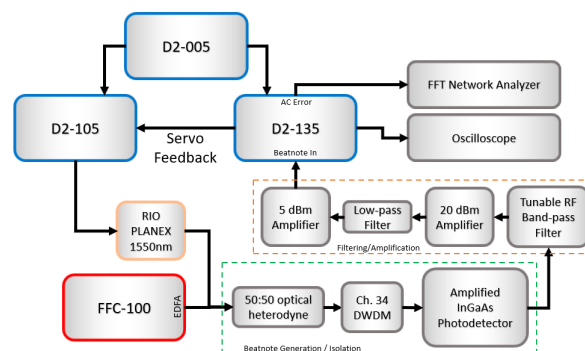 D2-005
D2-105
AC Error
D2-135
Beatnote In
Servo
Feedback
FFT Network Analyzer
Oscilloscope
5 dBm
Amplifier
Low-pass
Filter
20 dBm
Amplifier
Tunable RF
Band-pass
Filter
Filtering/Amplification
RIO
PLANEX
1550nm
FFC-100
EDFA
50:50 optical
heterodyne
Ch. 34
DWDM
Amplified
InGaAs
Photodetector
Beatnote Generation / Isolation